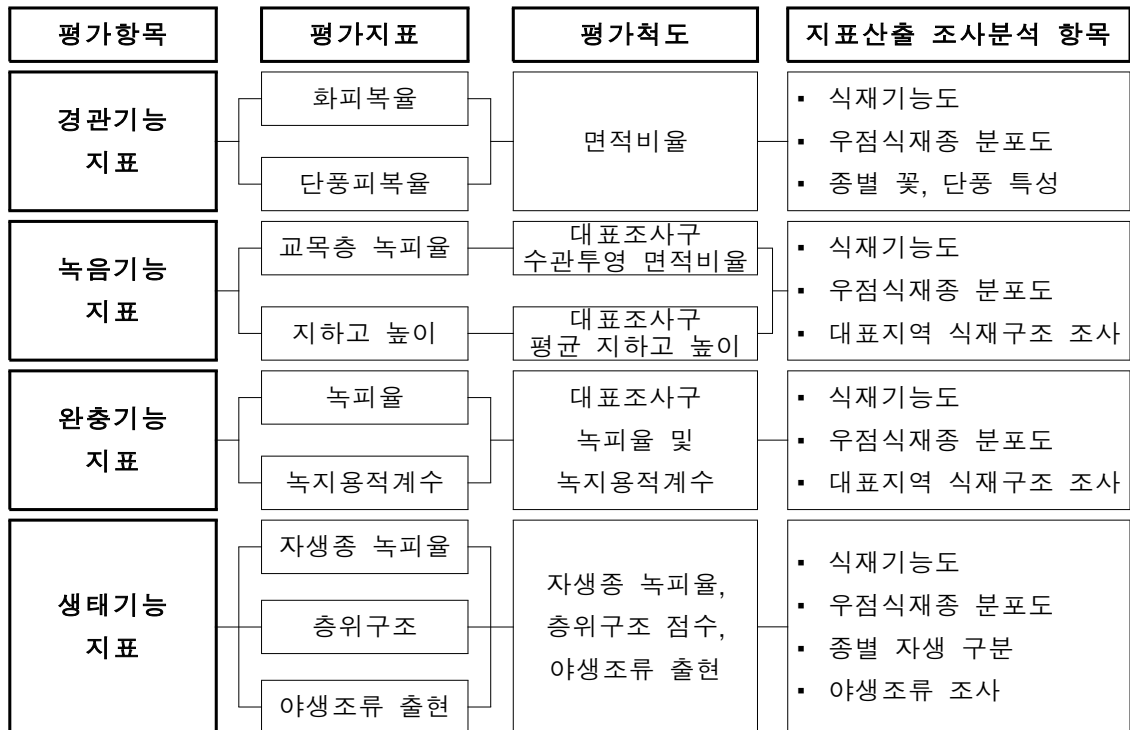 평가항목
평가지표
평가척도
지표산출 조사분석 항목
경관기능
지표
화피복율
단풍피복율
면적비율
▪ 식재기능도
▪ 우점식재종 분포도
▪ 종별 꽃, 단풍 특성
녹음기능
지표
교목층 녹피율
지하고 높이
대표조사구
수관투영 면적비율
대표조사구
평균 지하고 높이
▪ 식재기능도
▪ 우점식재종 분포도
▪ 대표지역 식재구조 조사
완충기능
지표
녹피율
녹지용적계수
대표조사구
녹피율 및
녹지용적계수
▪ 식재기능도
▪ 우점식재종 분포도
▪ 대표지역 식재구조 조사
생태기능
지표
자생종 녹피율
층위구조
야생조류 출현
자생종 녹피율,
층위구조 점수,
야생조류 출현
▪ 식재기능도
▪ 우점식재종 분포도
▪ 종별 자생 구분
▪ 야생조류 조사